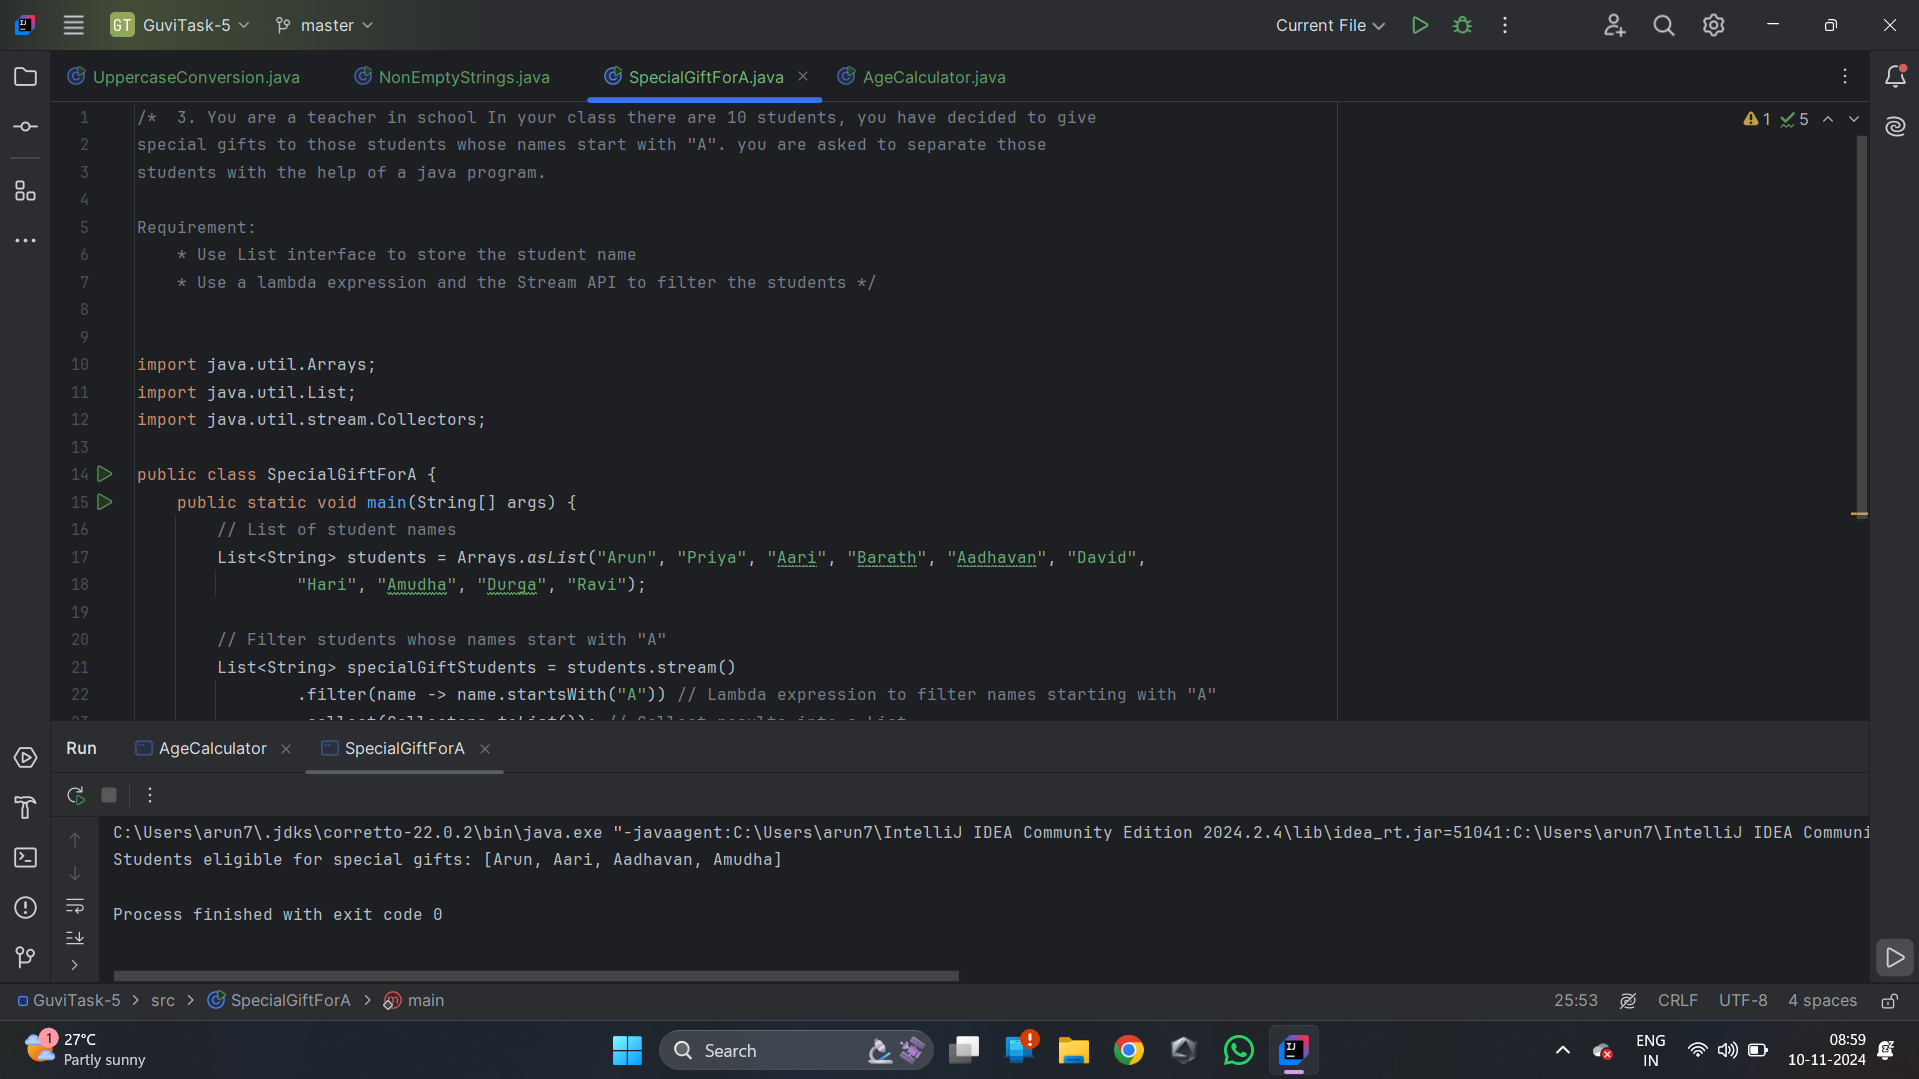 GT GuviTask-5 master Current File
UppercaseConversion.java NonEmptyStrings.java SpecialGiftForA.java AgeCalculator.java
1 /*  3. You are a teacher in school In your class there are 10 students, you have decided to give
1 5
2 special gifts to those students whose names start with "A". you are asked to separate those
3 students with the help of a java program.
4
5 Requirement:
6     * Use List interface to store the student name
7     * Use a lambda expression and the Stream API to filter the students */
8
9
10 import java.util.Arrays;
11 import java.util.List;
12 import java.util.stream.Collectors;
13
14 public class SpecialGiftForA {
15     public static void main(String[] args) {
16         // List of student names
17         List<String> students = Arrays.asList("Arun", "Priya", "Aari", "Barath", "Aadhavan", "David",
18                 "Hari", "Amudha", "Durga", "Ravi");
19
20         // Filter students whose names start with "A"
21         List<String> specialGiftStudents = students.stream()
22                 .filter(name -> name.startsWith("A")) // Lambda expression to filter names starting with "A"
23                 .collect(Collectors.toList()); // Collect results into a List
Run AgeCalculator SpecialGiftForA
C:\Users\arun7\.jdks\corretto-22.0.2\bin\java.exe "-javaagent:C:\Users\arun7\IntelliJ IDEA Community Edition 2024.2.4\lib\idea_rt.jar=51041:C:\Users\arun7\IntelliJ IDEA Communi
Students eligible for special gifts: [Arun, Aari, Aadhavan, Amudha]
Process finished with exit code 0
GuviTask-5 > src > SpecialGiftForA > main 25:53 CRLF UTF-8 4 spaces
1 27°C
Partly sunny
Search
ENG
IN
08:59
10-11-2024